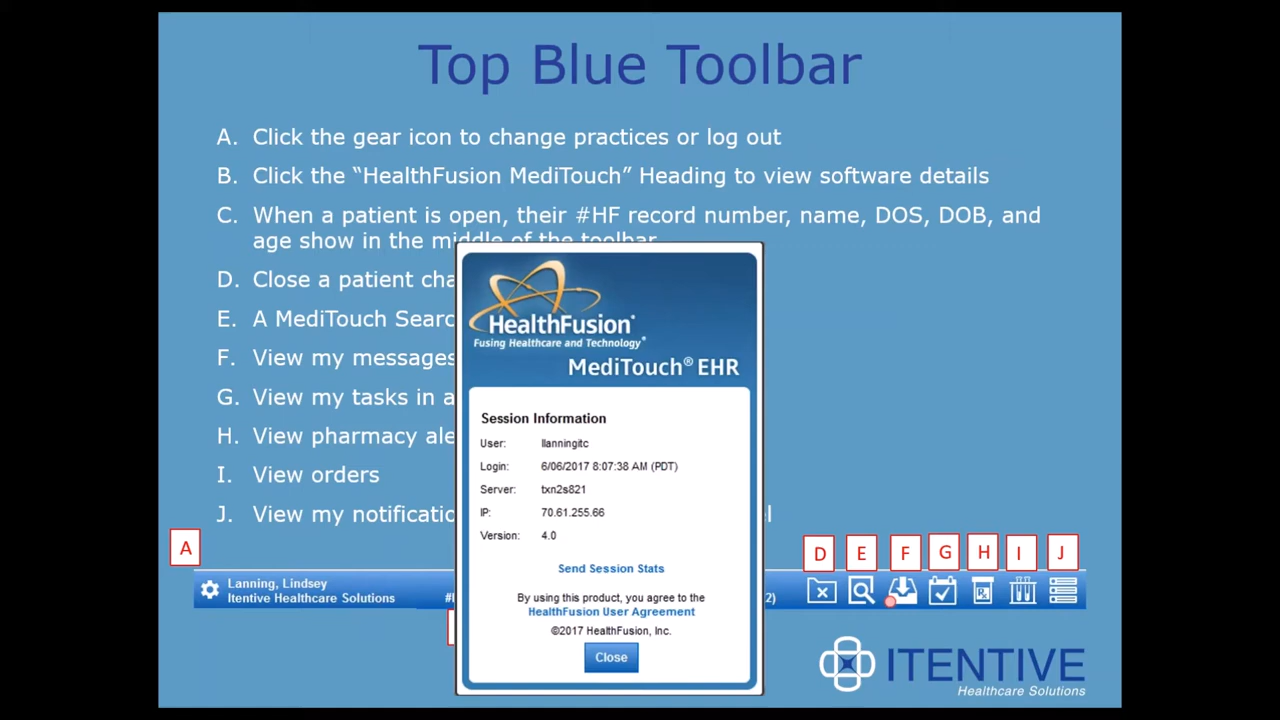 Top Blue Toolbar
A. Click the gear icon to change practices or log out
B. Click the “HealthFusion MediTouch” Heading to view software details
C. When a patient is open, their #HF record number, name, DOS, DOB, and
age show in the middle of the toolbar
D. Close a patient
E. A MediTouch
F. View my messages
G. View my tasks in
H. View pharmacy
I. View orders
J. View my
HealthFusion®
Fusing Healthcare and Technology®
MediTouch® EHR
Session Information
User: llanningitc
Login: 6/06/2017 8:07:38 AM (PDT)
Server: txn2s821
IP: 70.61.255.66
Version: 4.0
Send Session Stats
By using this product, you agree to the
HealthFusion User Agreement
©2017 HealthFusion, Inc.
Close
A
D E F G H I J
Lanning, Lindsey
Itentive Healthcare Solutions
ITENTIVE
Healthcare Solutions